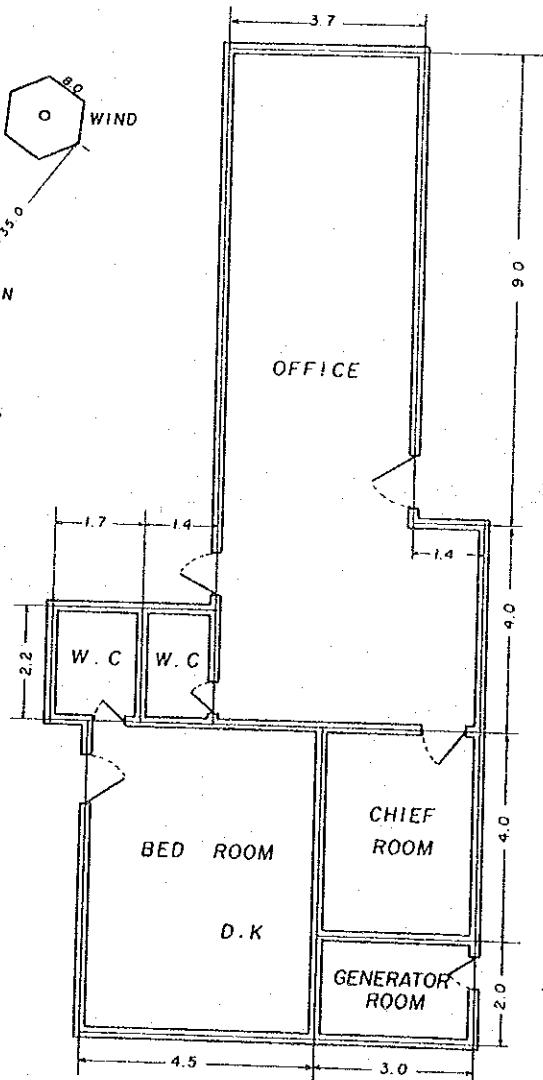 3.7
8.0
WIND
35.0
N
9.0
OFFICE
1.7
1.4
1.4
4.0
2.2
W.C
W.C
CHIEF
ROOM
4.0
BED ROOM
D.K
GENERATOR
ROOM
2.0
4.5
3.0